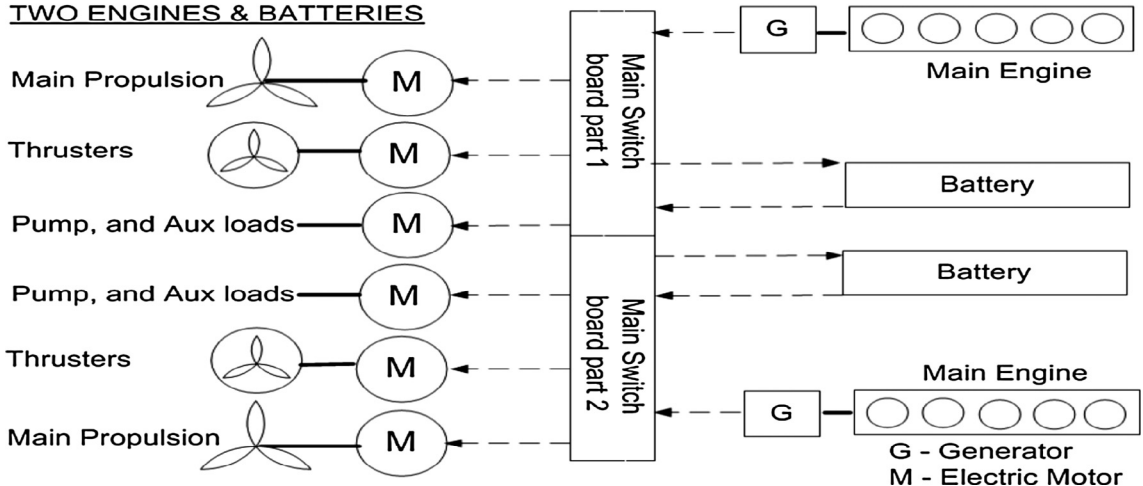 TWO ENGINES & BATTERIES
Main Propulsion
M
Thrusters
M
Pump, and Aux loads
M
Pump, and Aux loads
M
Thrusters
M
Main Propulsion
M
Main Switch
board part 1
Main Switch
board part 2
G
Main Engine
Battery
Battery
Main Engine
G
G - Generator
M - Electric Motor